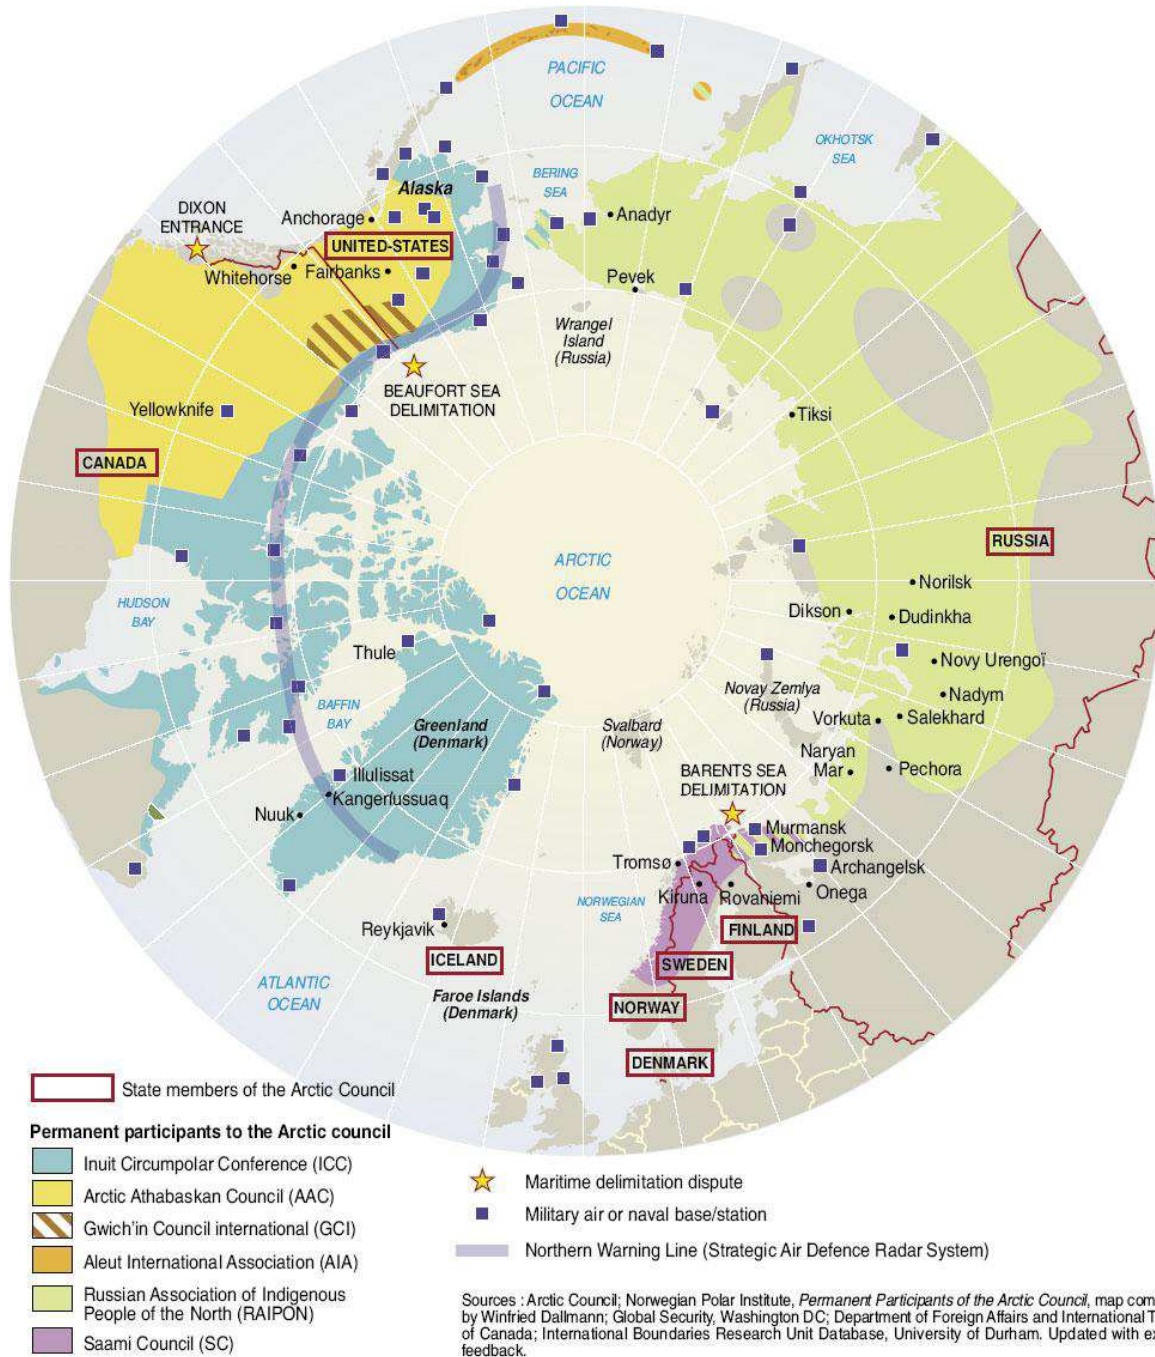 PACIFIC
OCEAN
OKHOTSK
SEA
BERING
SEA
Alaska
DIXON
ENTRANCE
Anchorage
Anadyr
UNITED-STATES
Whitehorse
Fairbanks
Pevek
Wrangel
Island
(Russia)
BEAUFORT SEA
DELIMITATION
Yellowknife
Tiksi
CANADA
RUSSIA
ARCTIC
OCEAN
Norilsk
HUDSON
BAY
Dikson
Dudinkha
Thule
Novy Urengoï
BAFFIN
BAY
Novay Zemlya
(Russia)
Nadym
Greenland
(Denmark)
Svalbard
(Norway)
Vorkuta
Salekhard
Naryan
Mar
Pechora
BARENTS SEA
DELIMITATION
Illulissat
Kangerlussuaq
Nuuk
Murmansk
Monchegorsk
Tromsø
Archangelsk
Kiruna
Rovaniemi
Onega
NORWEGIAN
SEA
Reykjavik
FINLAND
ICELAND
SWEDEN
ATLANTIC
OCEAN
Faroe Islands
(Denmark)
NORWAY
DENMARK
State members of the Arctic Council
Permanent participants to the Arctic council
Inuit Circumpolar Conference (ICC)
Arctic Athabaskan Council (AAC)
Gwich'in Council international (GCI)
Aleut International Association (AIA)
Russian Association of Indigenous
People of the North (RAIPON)
Saami Council (SC)
Maritime delimitation dispute
Military air or naval base/station
Northern Warning Line (Strategic Air Defence Radar System)
Sources : Arctic Council; Norwegian Polar Institute, Permanent Participants of the Arctic Council, map com
by Winfried Dallmann; Global Security, Washington DC; Department of Foreign Affairs and International T
of Canada; International Boundaries Research Unit Database, University of Durham. Updated with ex
feedback.